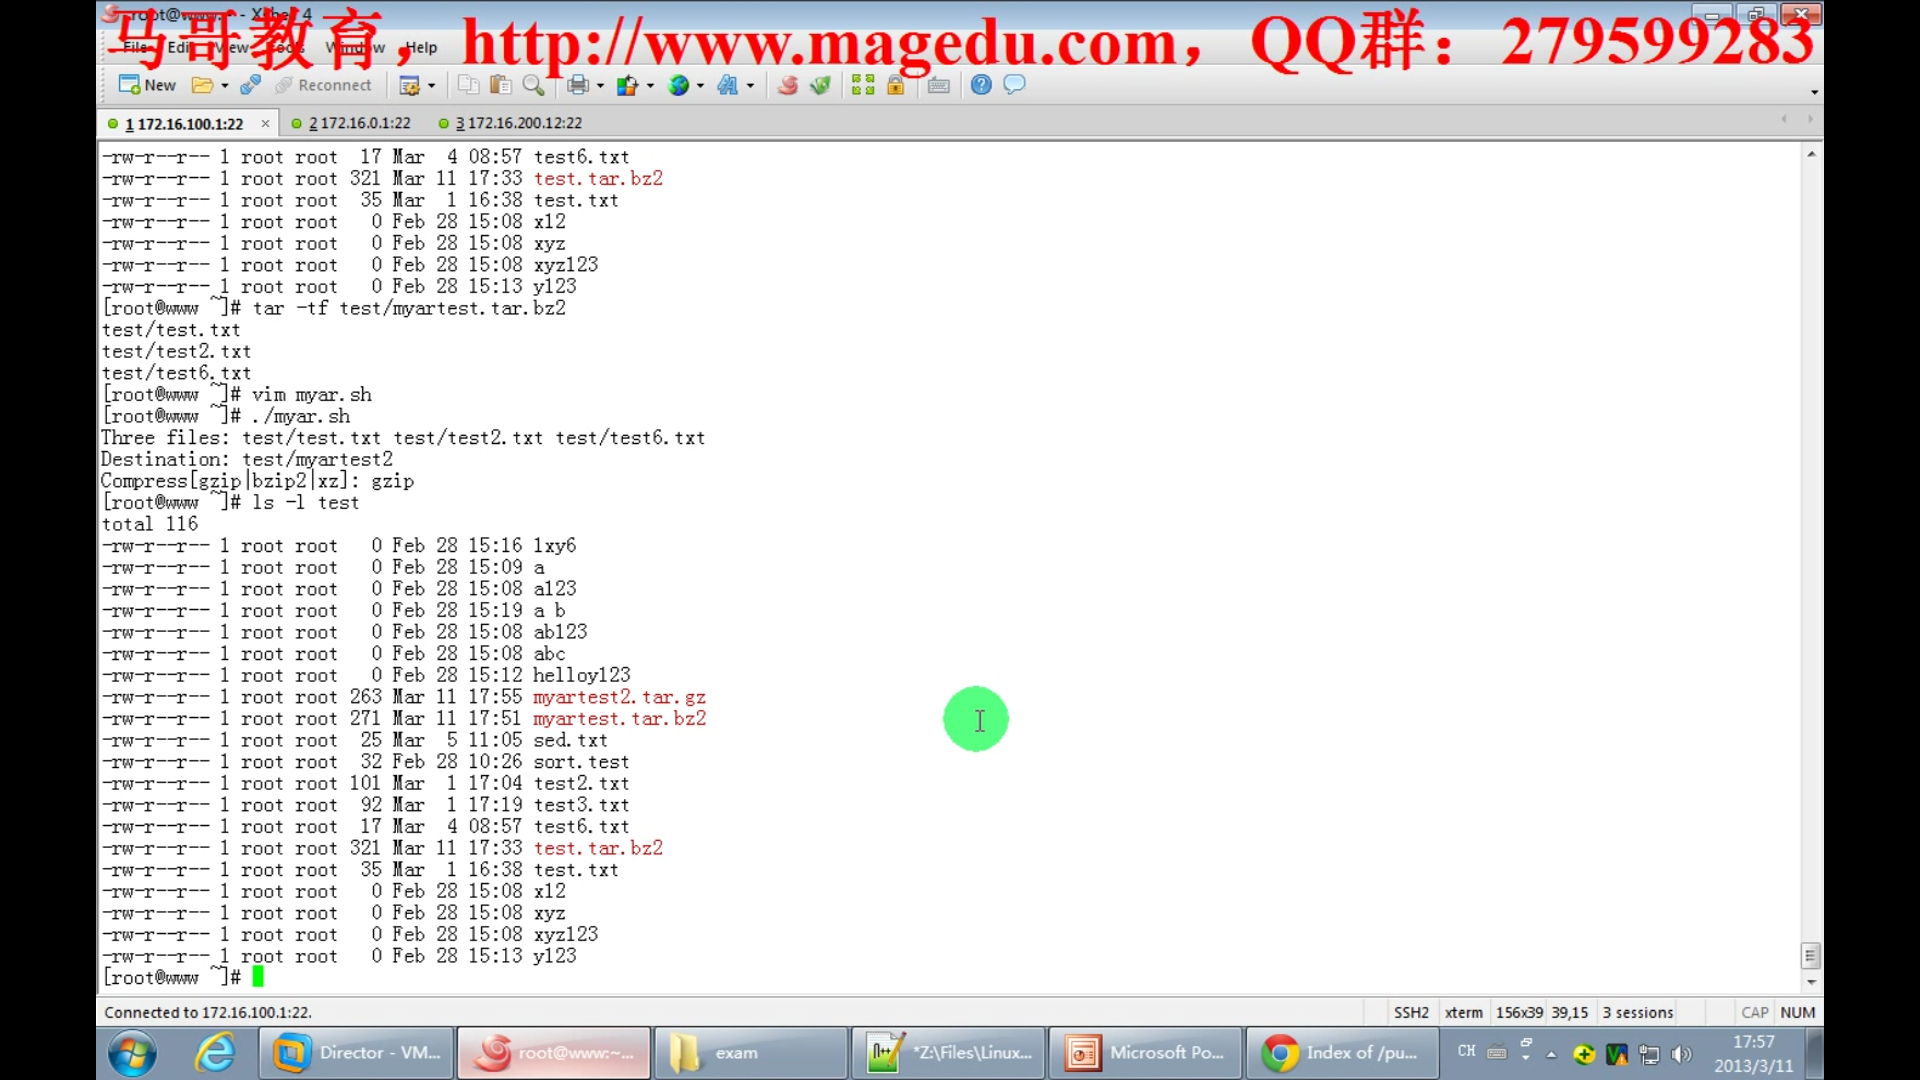 root@www:~ - Xshell 4
马哥教育，http://www.magedu.com，QQ群：279599283
File Edit View Tools Window Help
New Reconnect
1 172.16.100.1:22 × 2 172.16.0.1:22 3 172.16.200.12:22
-rw-r--r-- 1 root root  17 Mar  4 08:57 test6.txt
-rw-r--r-- 1 root root 321 Mar 11 17:33 test.tar.bz2
-rw-r--r-- 1 root root  35 Mar  1 16:38 test.txt
-rw-r--r-- 1 root root   0 Feb 28 15:08 x12
-rw-r--r-- 1 root root   0 Feb 28 15:08 xyz
-rw-r--r-- 1 root root   0 Feb 28 15:08 xyz123
-rw-r--r-- 1 root root   0 Feb 28 15:13 y123
[root@www ~]# tar -tf test/myartest.tar.bz2
test/test.txt
test/test2.txt
test/test6.txt
[root@www ~]# vim myar.sh
[root@www ~]# ./myar.sh
Three files: test/test.txt test/test2.txt test/test6.txt
Destination: test/myartest2
Compress[gzip|bzip2|xz]: gzip
[root@www ~]# ls -l test
total 116
-rw-r--r-- 1 root root   0 Feb 28 15:16 1xy6
-rw-r--r-- 1 root root   0 Feb 28 15:09 a
-rw-r--r-- 1 root root   0 Feb 28 15:08 a123
-rw-r--r-- 1 root root   0 Feb 28 15:19 a b
-rw-r--r-- 1 root root   0 Feb 28 15:08 ab123
-rw-r--r-- 1 root root   0 Feb 28 15:08 abc
-rw-r--r-- 1 root root   0 Feb 28 15:12 helloy123
-rw-r--r-- 1 root root 263 Mar 11 17:55 myartest2.tar.gz
-rw-r--r-- 1 root root 271 Mar 11 17:51 myartest.tar.bz2
-rw-r--r-- 1 root root  25 Mar  5 11:05 sed.txt
-rw-r--r-- 1 root root  32 Feb 28 10:26 sort.test
-rw-r--r-- 1 root root 101 Mar  1 17:04 test2.txt
-rw-r--r-- 1 root root  92 Mar  1 17:19 test3.txt
-rw-r--r-- 1 root root  17 Mar  4 08:57 test6.txt
-rw-r--r-- 1 root root 321 Mar 11 17:33 test.tar.bz2
-rw-r--r-- 1 root root  35 Mar  1 16:38 test.txt
-rw-r--r-- 1 root root   0 Feb 28 15:08 x12
-rw-r--r-- 1 root root   0 Feb 28 15:08 xyz
-rw-r--r-- 1 root root   0 Feb 28 15:08 xyz123
-rw-r--r-- 1 root root   0 Feb 28 15:13 y123
[root@www ~]#
Connected to 172.16.100.1:22. SSH2 xterm 156x39 39,15 3 sessions CAP NUM
Director - VM... root@www:~... exam *Z:\Files\Linux... Microsoft Po... Index of /pu... CH 17:57
2013/3/11